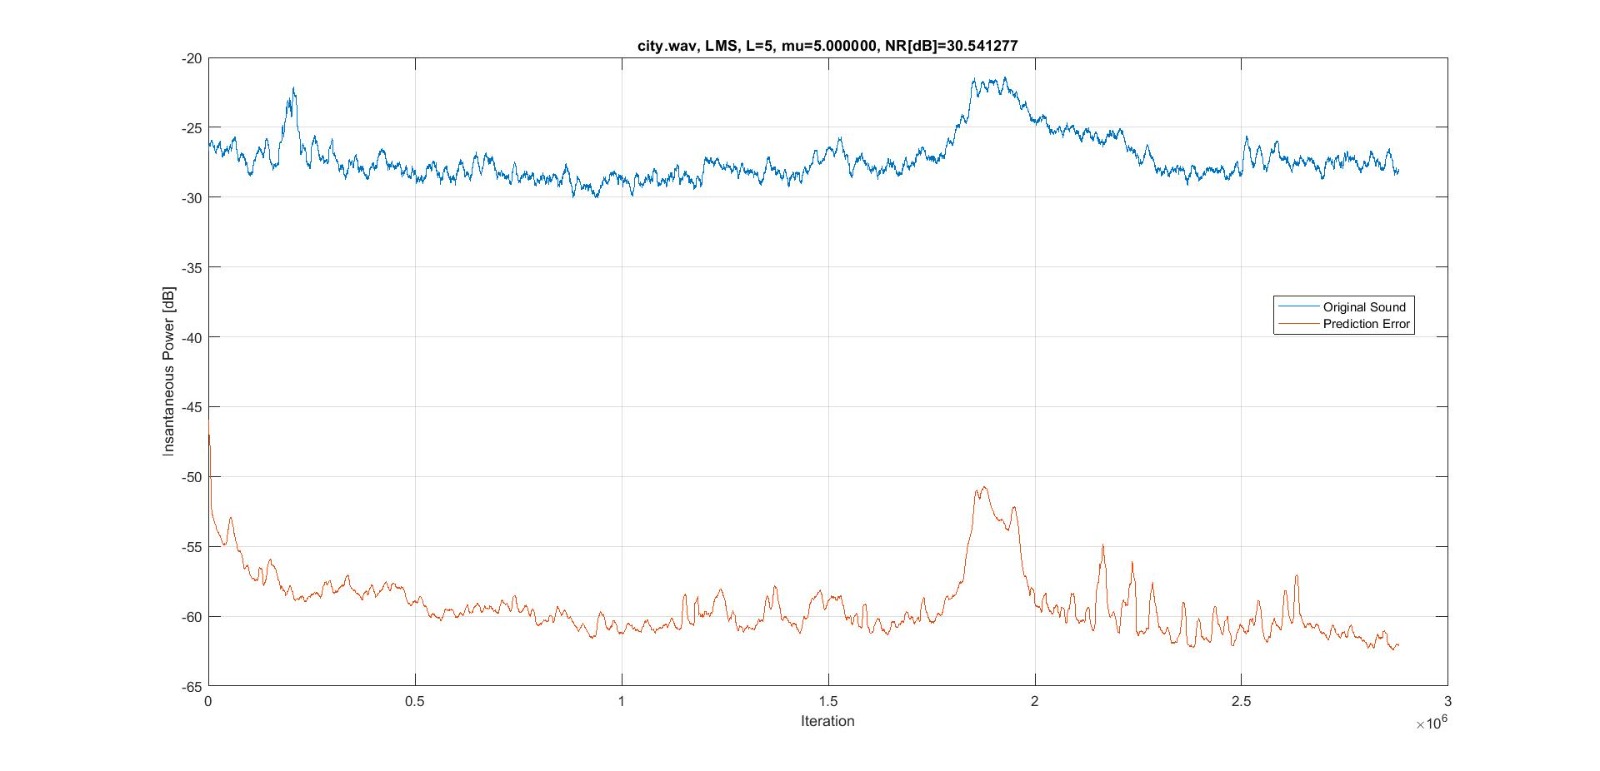 city.wav, LMS, L=5, mu=5.000000, NR[dB]=30.541277
Insantaneous Power [dB]
-20
-25
-30
-35
-40
-45
-50
-55
-60
-65
Original Sound
Prediction Error
0 0.5 1 1.5 2 2.5 3
Iteration
×10⁶